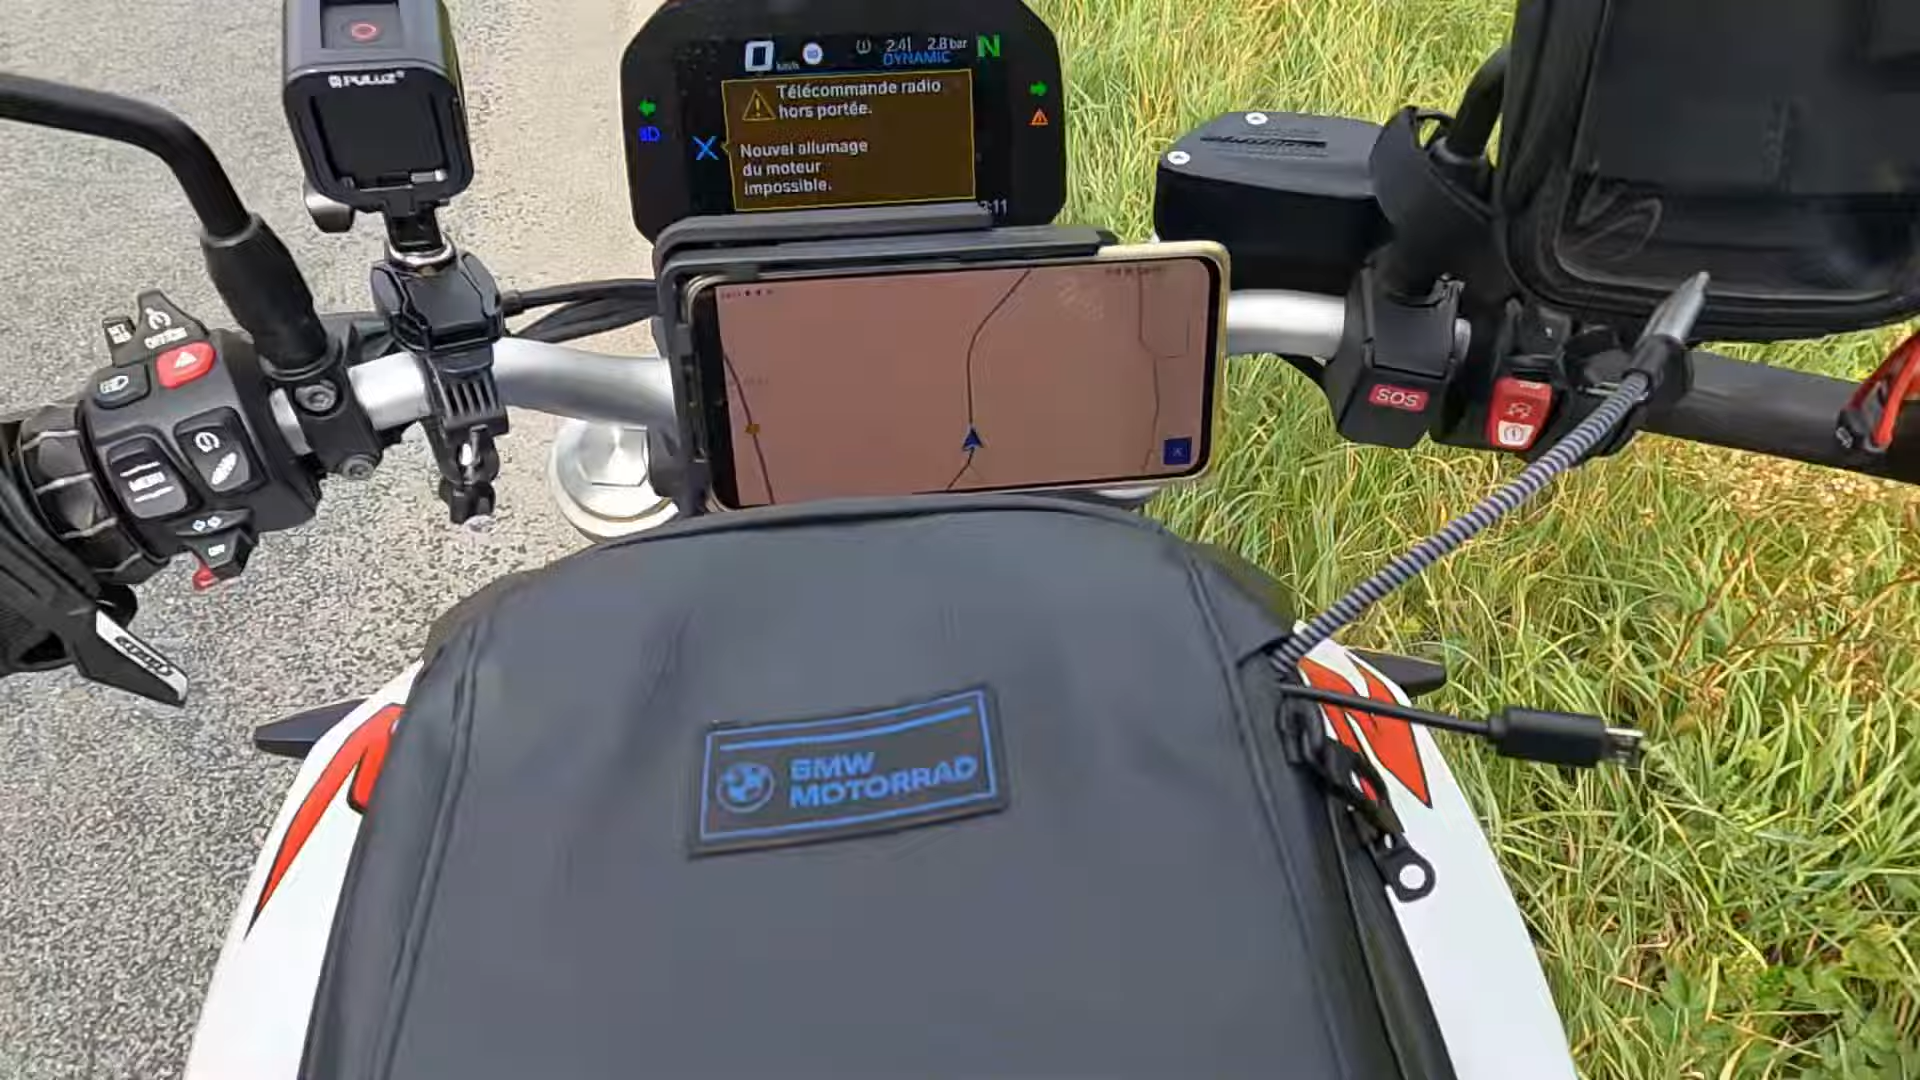 PULUZ
0 km/h
2.4| 2.8 bar N
DYNAMIC
Télécommande radio
hors portée.
Nouvel allumage
du moteur
impossible.
MENU
SOS
BMW
MOTORRAD